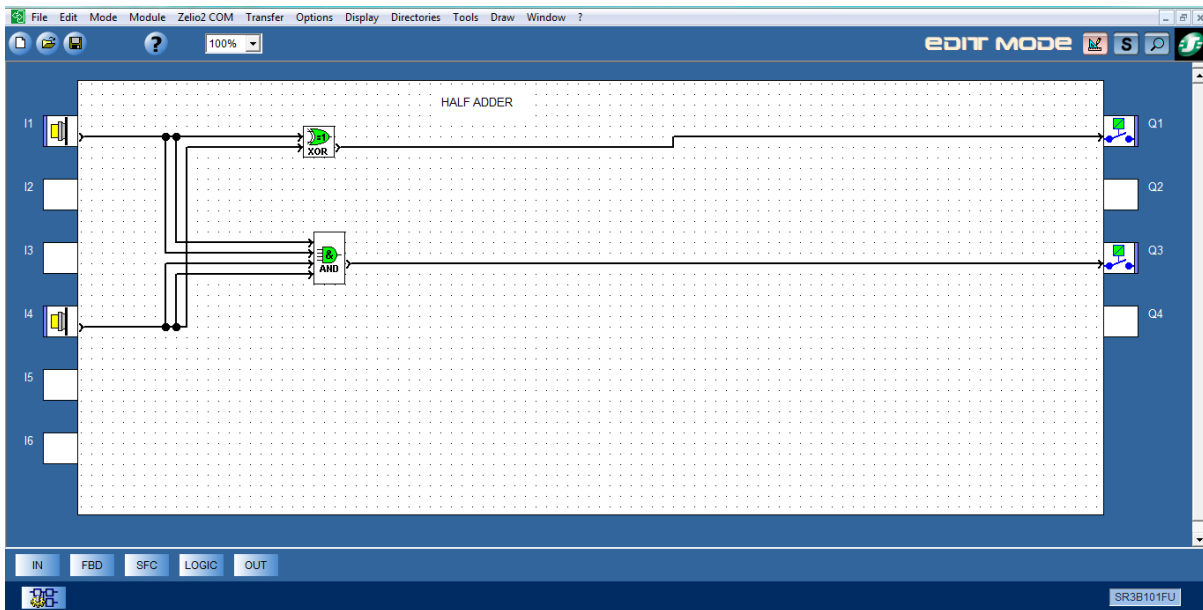 File Edit Mode Module Zelio2 COM Transfer Options Display Directories Tools Draw Window ?
? 100% EDIT MODE S
HALF ADDER
I1 =1 XOR Q1
I2 Q2
I3 & AND Q3
I4 Q4
I5
I6
IN FBD SFC LOGIC OUT
SR3B101FU